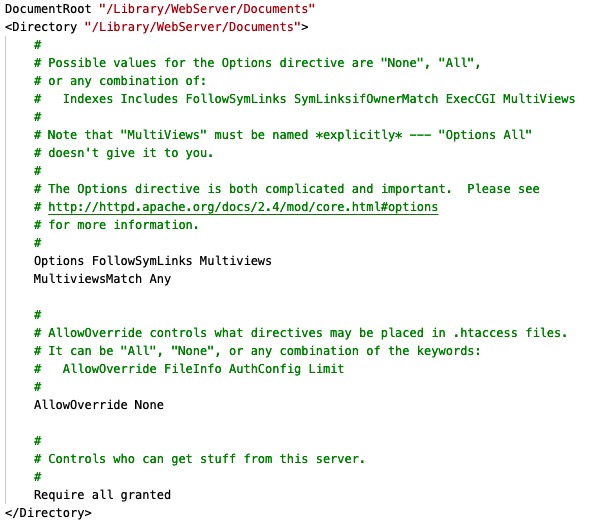 DocumentRoot "/Library/WebServer/Documents"
<Directory "/Library/WebServer/Documents">
    #
    # Possible values for the Options directive are "None", "All",
    # or any combination of:
    #   Indexes Includes FollowSymLinks SymLinksifOwnerMatch ExecCGI MultiViews
    #
    # Note that "MultiViews" must be named *explicitly* --- "Options All"
    # doesn't give it to you.
    #
    # The Options directive is both complicated and important.  Please see
    # http://httpd.apache.org/docs/2.4/mod/core.html#options
    # for more information.
    #
    Options FollowSymLinks Multiviews
    MultiviewsMatch Any

    #
    # AllowOverride controls what directives may be placed in .htaccess files.
    # It can be "All", "None", or any combination of the keywords:
    #   AllowOverride FileInfo AuthConfig Limit
    #
    AllowOverride None

    #
    # Controls who can get stuff from this server.
    #
    Require all granted
</Directory>